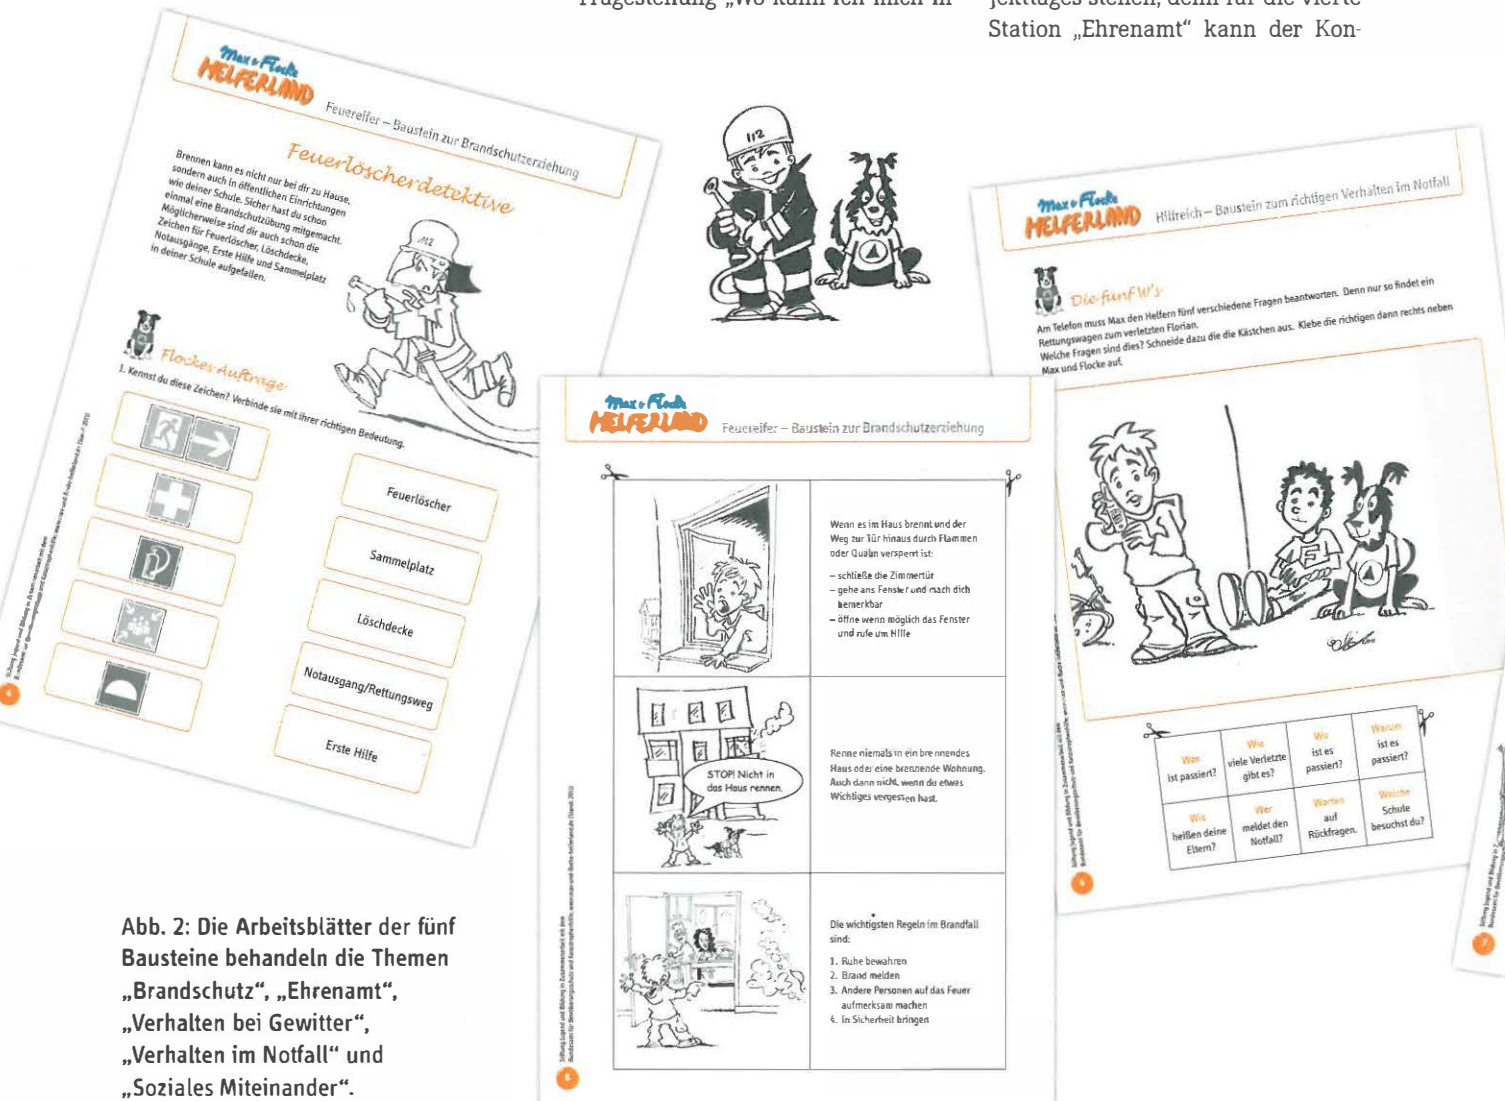 jekttages stehen, denn für die vierte
Station „Ehrenamt“ kann der Kon-
Max & Flocke
HELFERLAND
Feuereifer – Baustein zur Brandschutzerziehung
Feuerlöscherdetektive
Brennen kann es nicht nur bei dir zu Hause,
sondern auch in öffentlichen Einrichtungen
wie deiner Schule. Sicher hast du schon
einmal eine Brandschutzübung mitgemacht.
Möglicherweise sind dir auch schon die
Zeichen für Feuerlöscher, Löschdecke,
Notausgänge, Erste Hilfe und Sammelplatz
in deiner Schule aufgefallen.
112
Flockes Aufträge
1. Kennst du diese Zeichen? Verbinde sie mit ihrer richtigen Bedeutung.
Feuerlöscher
Sammelplatz
Löschdecke
Notausgang/Rettungsweg
Erste Hilfe
4
112
Max & Flocke
HELFERLAND
Feuereifer – Baustein zur Brandschutzerziehung
Wenn es im Haus brennt und der
Weg zur Tür hinaus durch Flammen
oder Qualm versperrt ist:
– schließe die Zimmertür
– gehe ans Fenster und mach dich
bemerkbar
– öffne wenn möglich das Fenster
und rufe um Hilfe
STOP! Nicht in
das Haus rennen.
Renne niemals in ein brennendes
Haus oder eine brennende Wohnung.
Auch dann nicht, wenn du etwas
Wichtiges vergessen hast.
Die wichtigsten Regeln im Brandfall
sind:
1. Ruhe bewahren
2. Brand melden
3. Andere Personen auf das Feuer
aufmerksam machen
4. In Sicherheit bringen
Max & Flocke
HELFERLAND
Hilfreich – Baustein zum richtigen Verhalten im Notfall
Die fünf W's
Am Telefon muss Max den Helfern fünf verschiedene Fragen beantworten. Denn nur so findet ein
Rettungswagen zum verletzten Florian.
Welche Fragen sind dies? Schneide dazu die die Kästchen aus. Klebe die richtigen dann rechts neben
Max und Flocke auf.
F
Was
ist passiert?
Wie
viele Verletzte
gibt es?
Wo
ist es
passiert?
Warum
ist es
passiert?
Wie
heißen deine
Eltern?
Wer
meldet den
Notfall?
Warten
auf
Rückfragen.
Welche
Schule
besuchst du?
Abb. 2: Die Arbeitsblätter der fünf
Bausteine behandeln die Themen
„Brandschutz“, „Ehrenamt“,
„Verhalten bei Gewitter“,
„Verhalten im Notfall“ und
„Soziales Miteinander“.